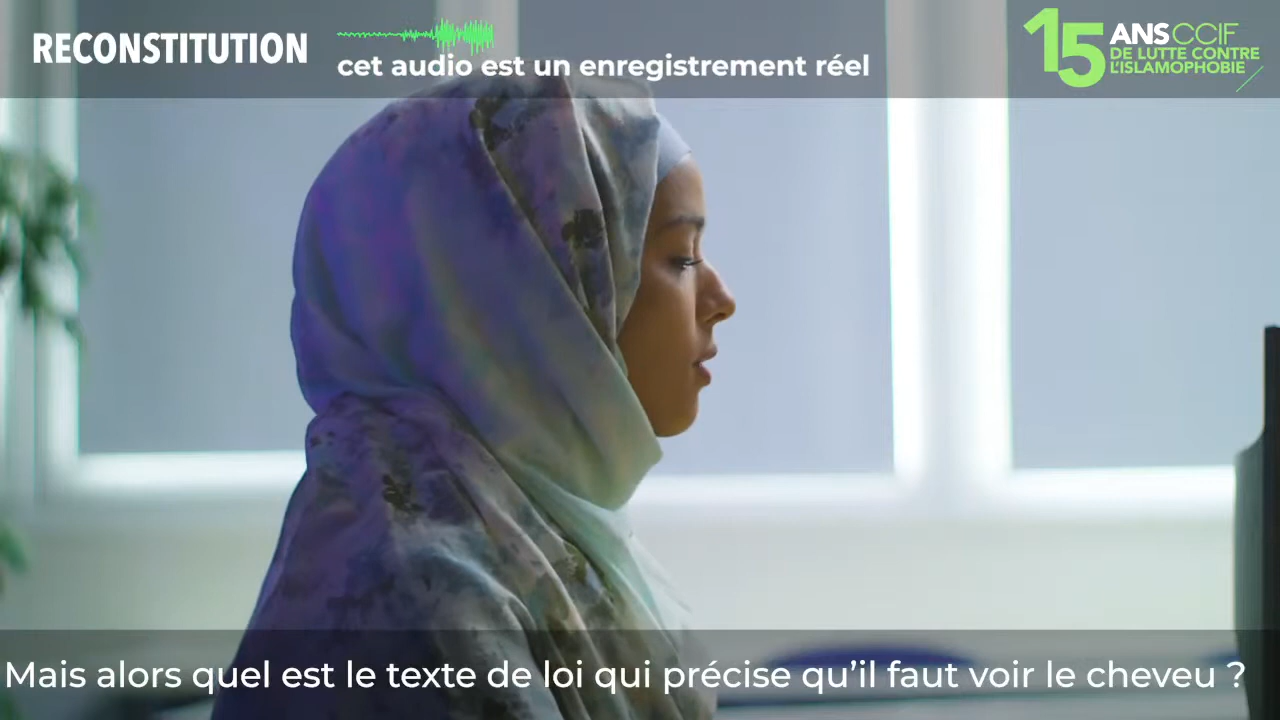 RECONSTITUTION
cet audio est un enregistrement réel
15 ANS CCIF
DE LUTTE CONTRE
L'ISLAMOPHOBIE
Mais alors quel est le texte de loi qui précise qu’il faut voir le cheveu ?